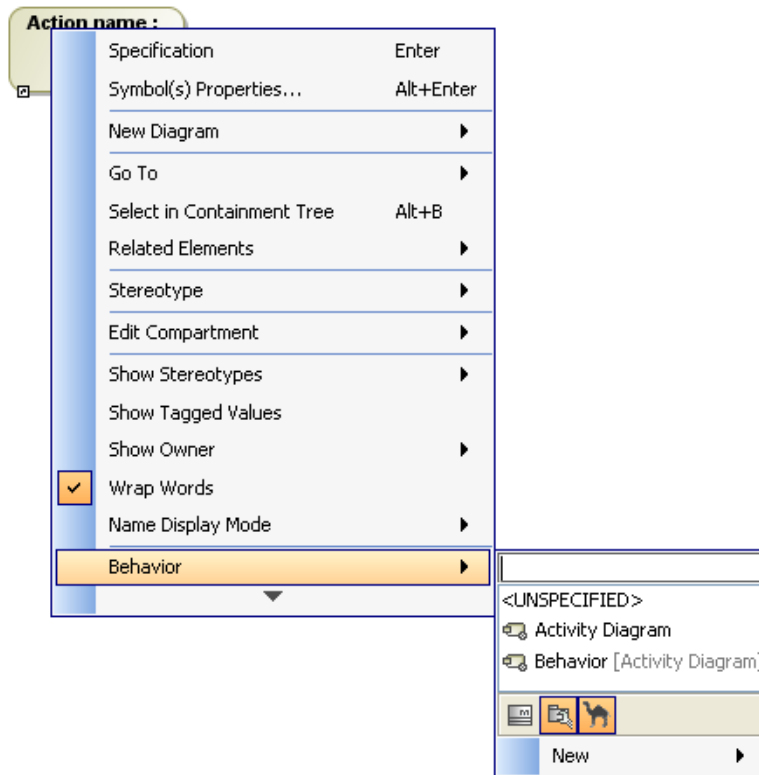 Action name :
Specification Enter
Symbol(s) Properties... Alt+Enter
New Diagram
Go To
Select in Containment Tree Alt+B
Related Elements
Stereotype
Edit Compartment
Show Stereotypes
Show Tagged Values
Show Owner
Wrap Words
Name Display Mode
Behavior
<UNSPECIFIED>
Activity Diagram
Behavior [Activity Diagram]
New